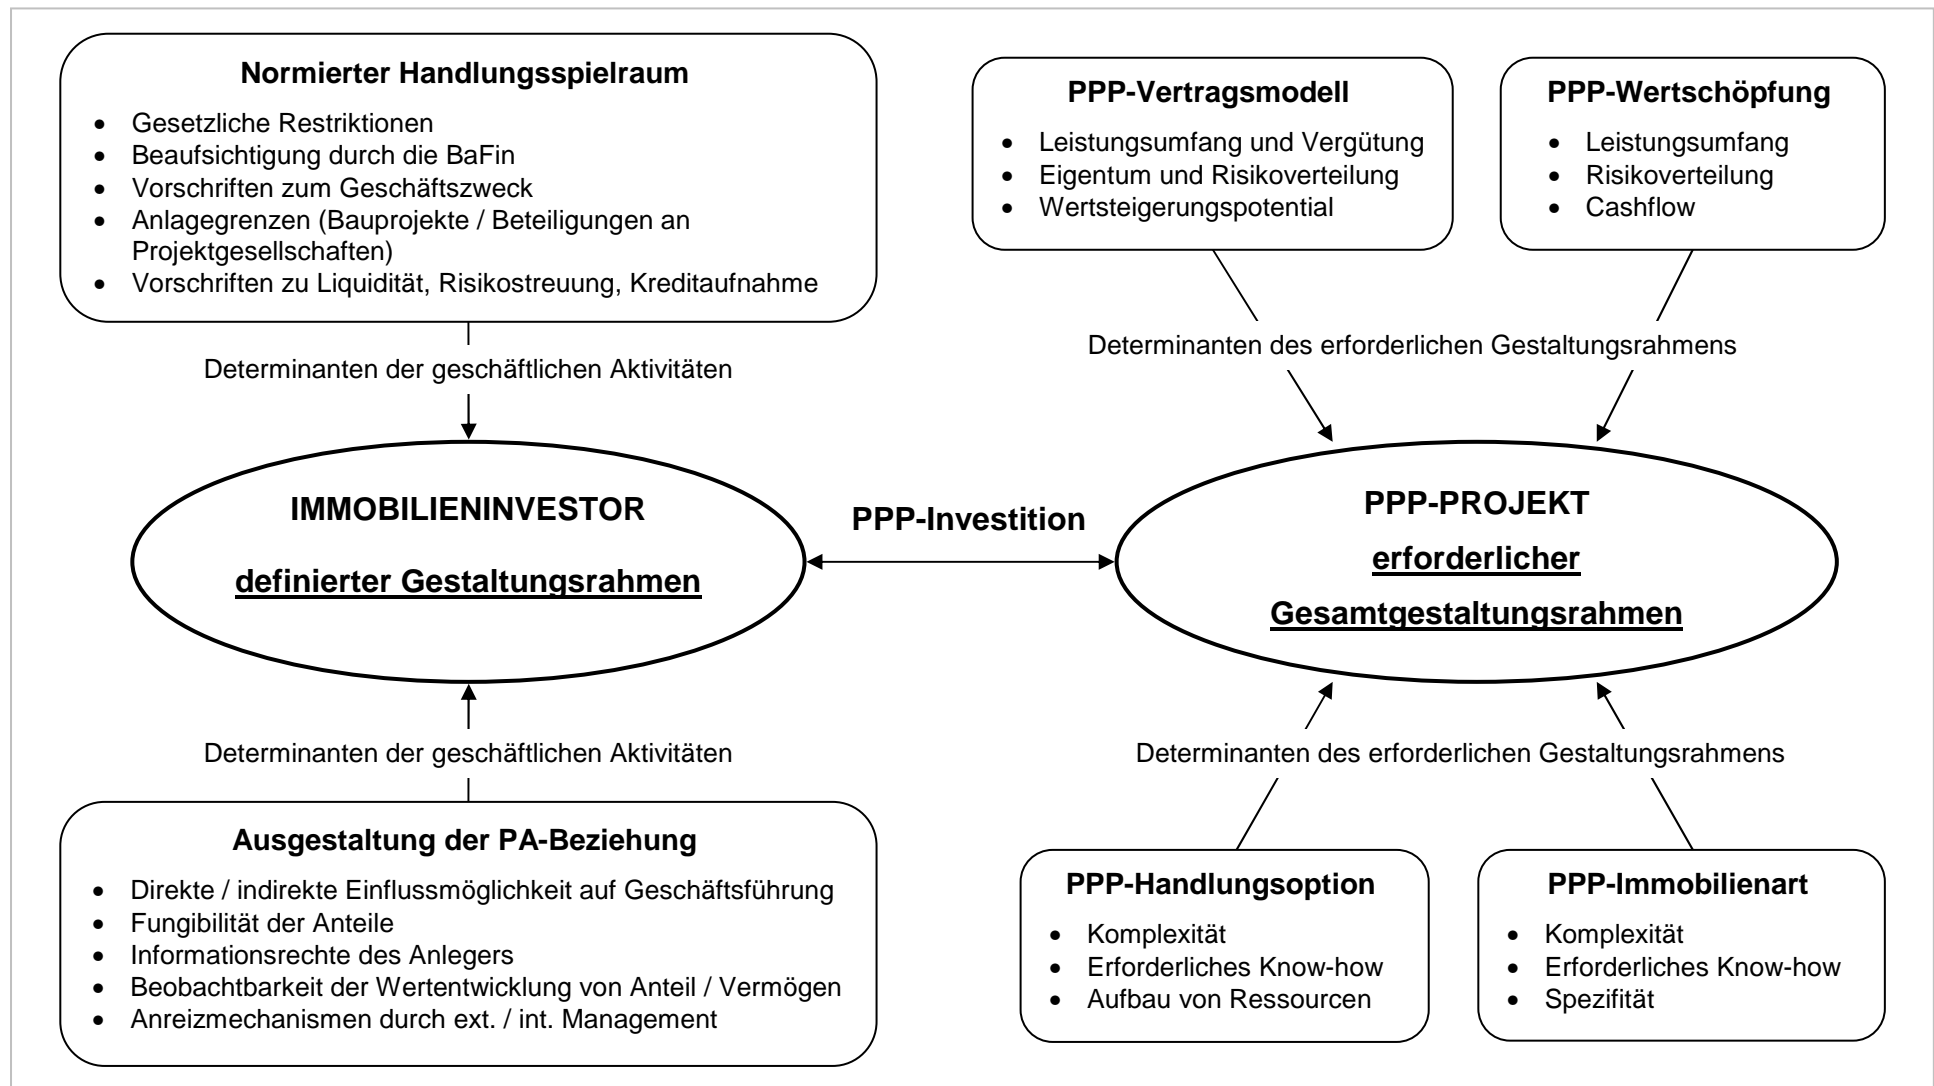 Normierter Handlungsspielraum
• Gesetzliche Restriktionen
• Beaufsichtigung durch die BaFin
• Vorschriften zum Geschäftszweck
• Anlagegrenzen (Bauprojekte / Beteiligungen an
Projektgesellschaften)
• Vorschriften zu Liquidität, Risikostreuung, Kreditaufnahme
PPP-Vertragsmodell
• Leistungsumfang und Vergütung
• Eigentum und Risikoverteilung
• Wertsteigerungspotential
PPP-Wertschöpfung
• Leistungsumfang
• Risikoverteilung
• Cashflow
Determinanten der geschäftlichen Aktivitäten
Determinanten des erforderlichen Gestaltungsrahmens
IMMOBILIENINVESTOR
definierter Gestaltungsrahmen
PPP-Investition
PPP-PROJEKT
erforderlicher
Gesamtgestaltungsrahmen
Determinanten der geschäftlichen Aktivitäten
Determinanten des erforderlichen Gestaltungsrahmens
Ausgestaltung der PA-Beziehung
• Direkte / indirekte Einflussmöglichkeit auf Geschäftsführung
• Fungibilität der Anteile
• Informationsrechte des Anlegers
• Beobachtbarkeit der Wertentwicklung von Anteil / Vermögen
• Anreizmechanismen durch ext. / int. Management
PPP-Handlungsoption
• Komplexität
• Erforderliches Know-how
• Aufbau von Ressourcen
PPP-Immobilienart
• Komplexität
• Erforderliches Know-how
• Spezifität